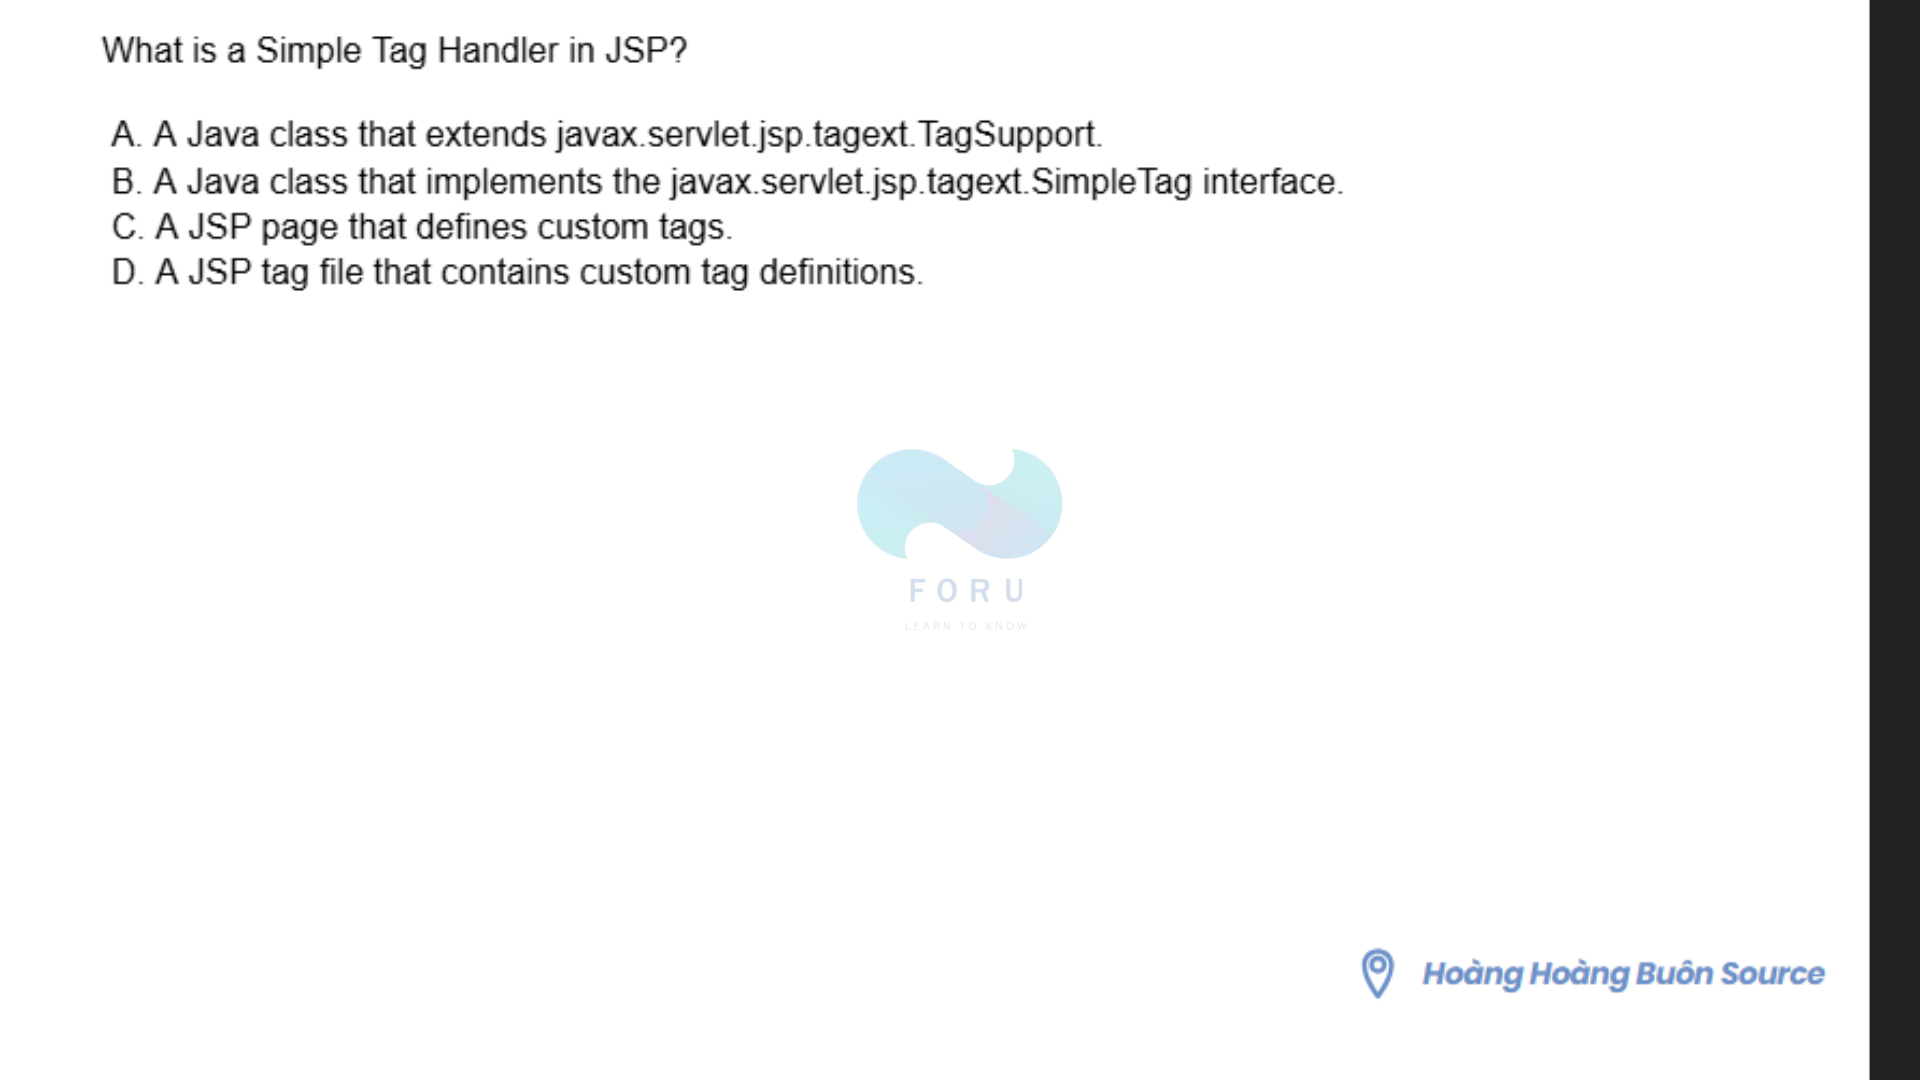 What is a Simple Tag Handler in JSP?
A. A Java class that extends javax.servlet.jsp.tagext.TagSupport.
B. A Java class that implements the javax.servlet.jsp.tagext.SimpleTag interface.
C. A JSP page that defines custom tags.
D. A JSP tag file that contains custom tag definitions.
FORU
LEARN TO KNOW
Hoàng Hoàng Buôn Source